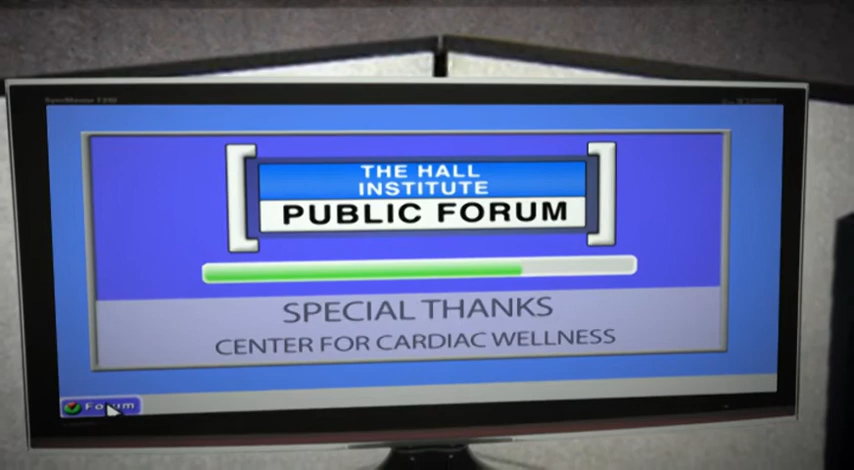 THE HALL
INSTITUTE
PUBLIC FORUM
SPECIAL THANKS
CENTER FOR CARDIAC WELLNESS
Forum